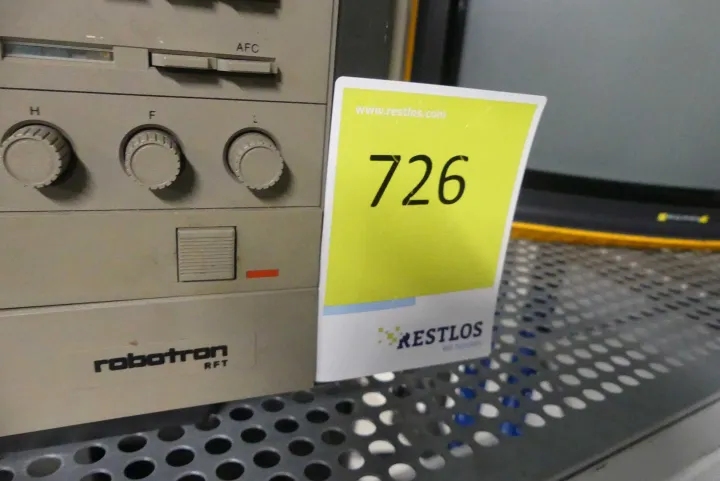 AFC
H F L
robotron
RFT
www.restlos.com
726
RESTLOS